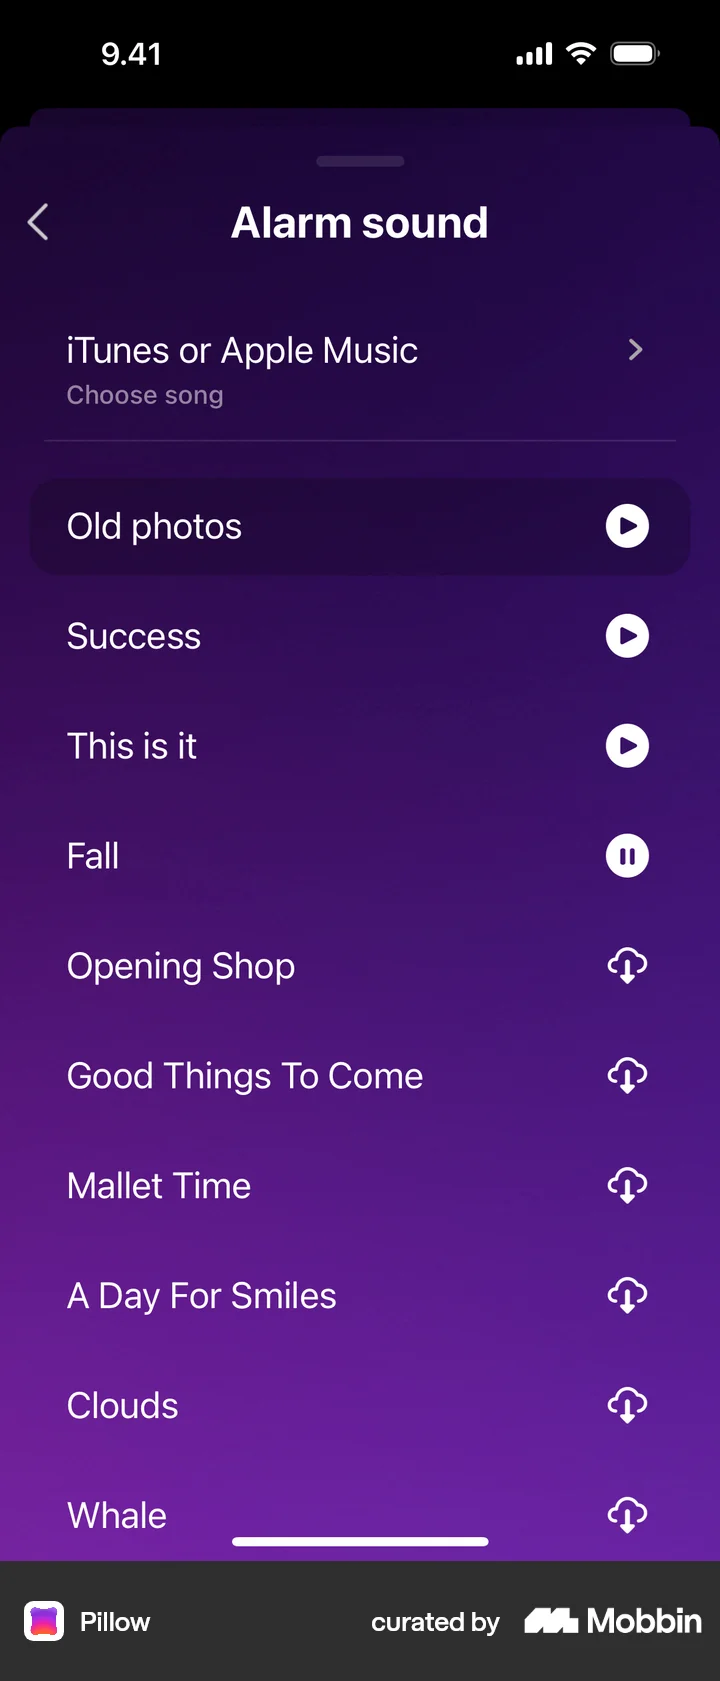 9.41
Alarm sound
iTunes or Apple Music
Choose song
Old photos
Success
This is it
Fall
Opening Shop
Good Things To Come
Mallet Time
A Day For Smiles
Clouds
Whale
Pillow
curated by Mobbin